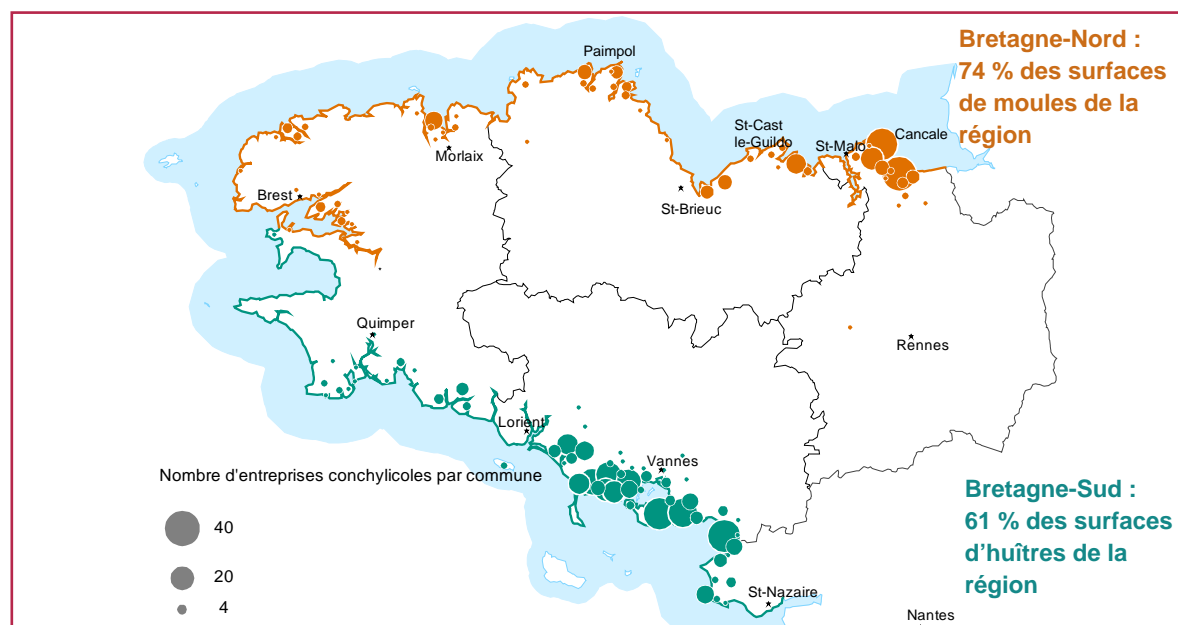 Bretagne-Nord :
74 % des surfaces
de moules de la
région
Paimpol
St-Cast
le-Guildo
St-Malo
Cancale
Morlaix
Brest
St-Brieuc
Quimper
Rennes
Lorient
Vannes
Nombre d'entreprises conchylicoles par commune
40
20
4
Bretagne-Sud :
61 % des surfaces
d'huîtres de la
région
St-Nazaire
Nantes